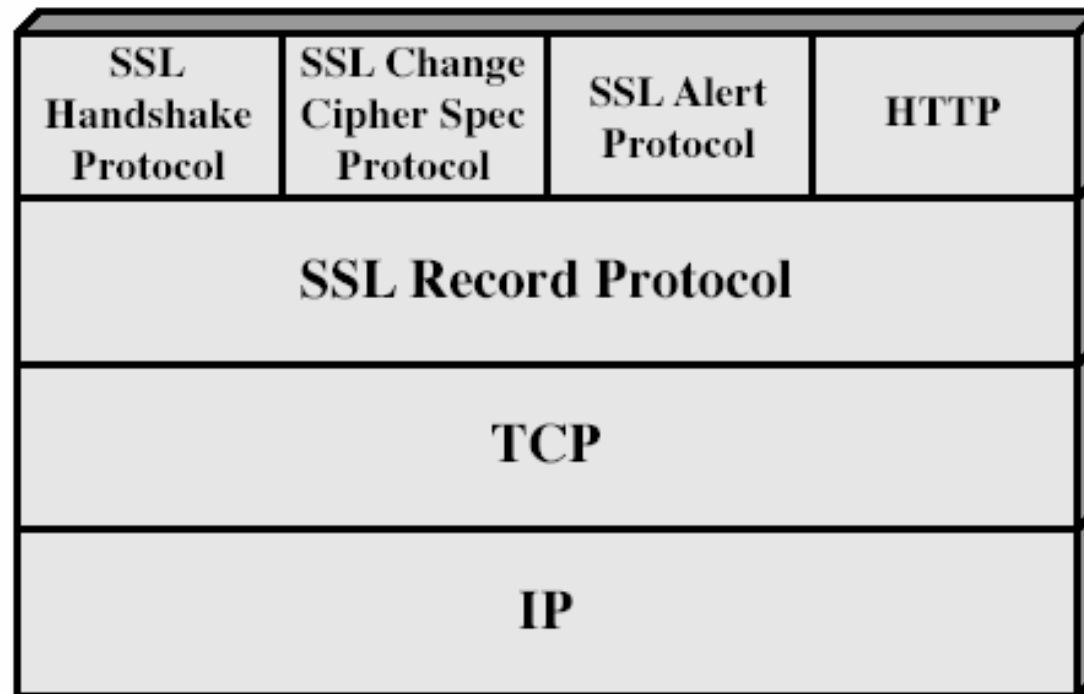 SSL
Handshake
Protocol
SSL Change
Cipher Spec
Protocol
SSL Alert
Protocol
HTTP
SSL Record Protocol
TCP
IP